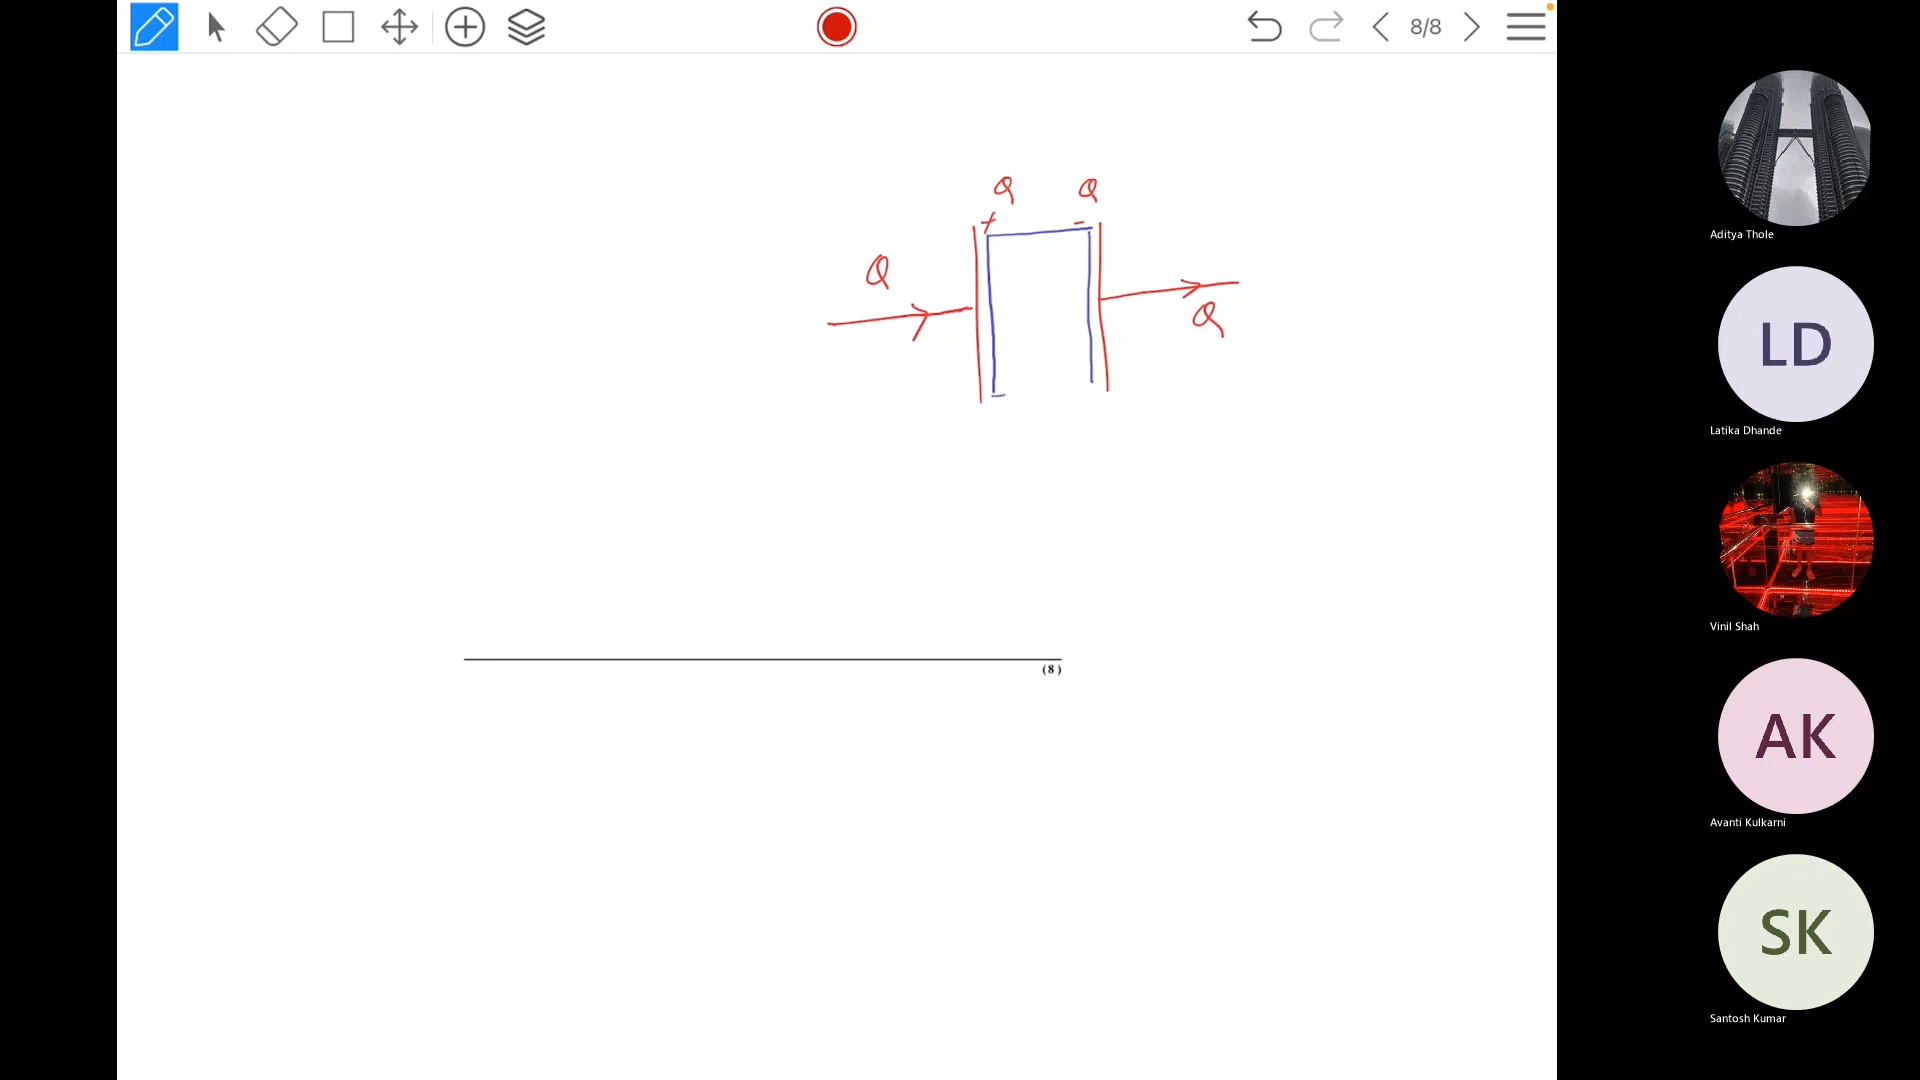 8/8
Q Q
+ -
Q
Q
(8)
Aditya Thole
LD
Latika Dhande
Vinil Shah
AK
Avanti Kulkarni
SK
Santosh Kumar